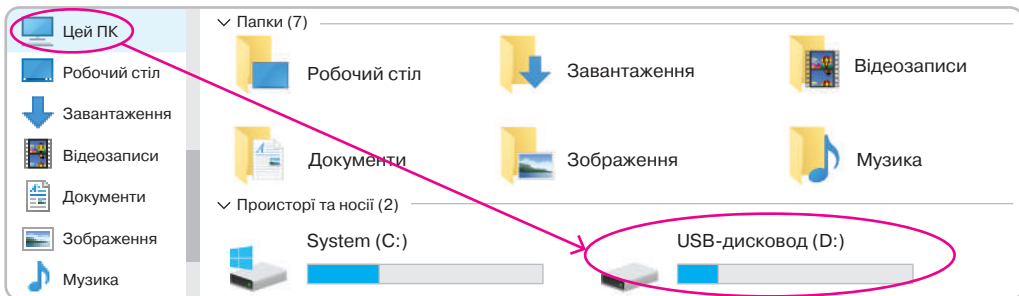 Цей ПК
Робочий стіл
Завантаження
Відеозаписи
Документи
Зображення
Музика
Папки (7)
Робочий стіл
Завантаження
Відеозаписи
Документи
Зображення
Музика
Происторї та носії (2)
System (C:)
USB-дисковод (D:)